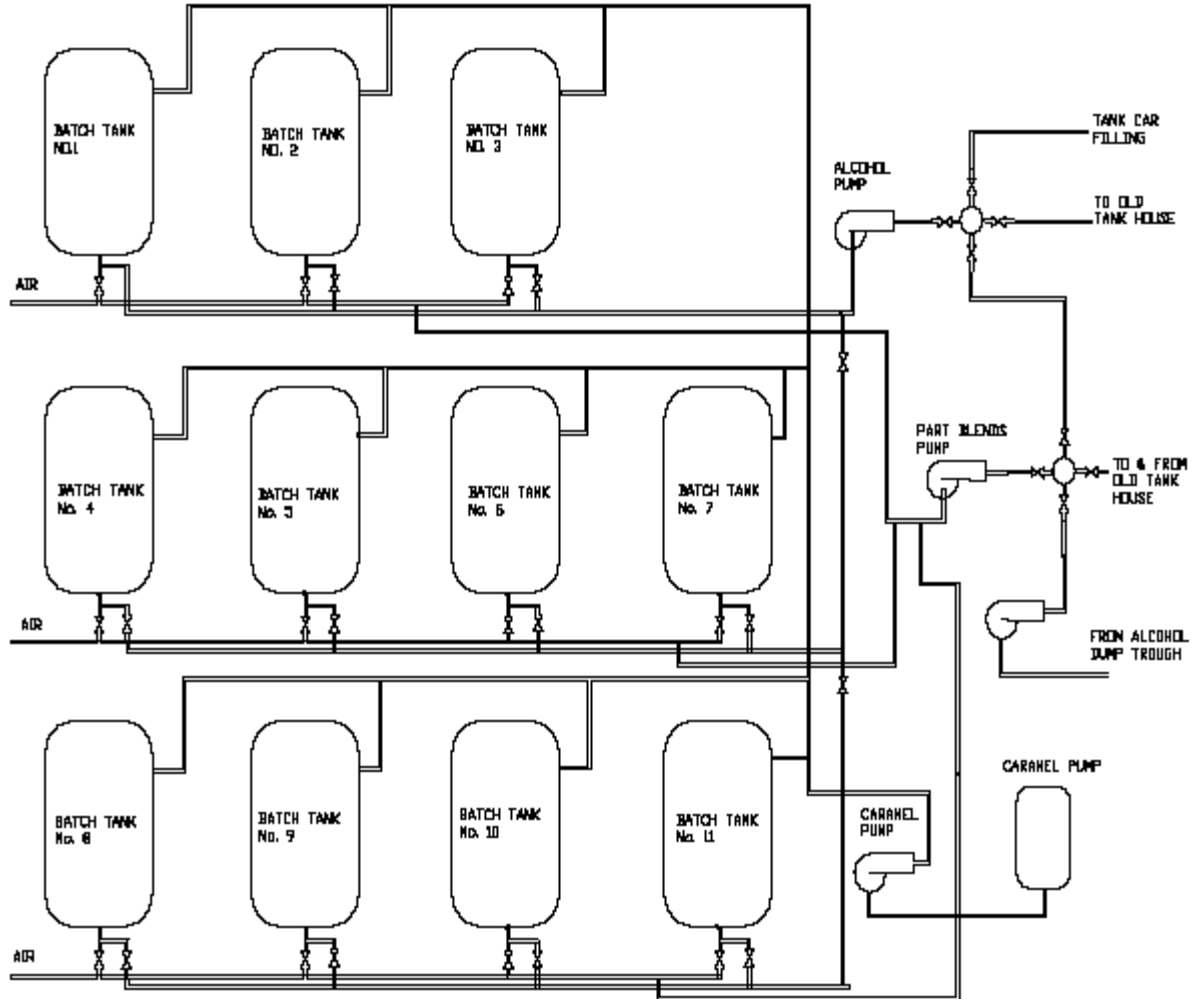 BATCH TANK
NO.1
BATCH TANK
NO. 2
BATCH TANK
NO. 3
TANK CAR
FILLING
ALCOHOL
PUMP
TO OLD
TANK HOUSE
AIR
BATCH TANK
No. 4
BATCH TANK
No. 5
BATCH TANK
No. 6
BATCH TANK
No. 7
PART BLENDS
PUMP
TO & FROM
OLD TANK
HOUSE
AIR
FROM ALCOHOL
DUMP TROUGH
BATCH TANK
No. 8
BATCH TANK
No. 9
BATCH TANK
No. 10
BATCH TANK
No. 11
CARAMEL PUMP
CARAMEL
PUMP
AIR